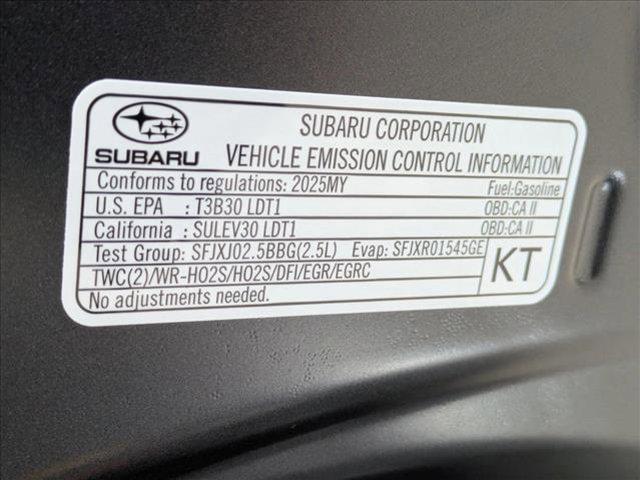 SUBARU
SUBARU CORPORATION
VEHICLE EMISSION CONTROL INFORMATION
Conforms to regulations: 2025MY Fuel:Gasoline
U.S. EPA : T3B30 LDT1 OBD:CA II
California : SULEV30 LDT1 OBD:CA II
Test Group: SFJXJ02.5BBG(2.5L) Evap: SFJXR01545GE
TWC(2)/WR-HO2S/HO2S/DFI/EGR/EGRC
No adjustments needed.
KT